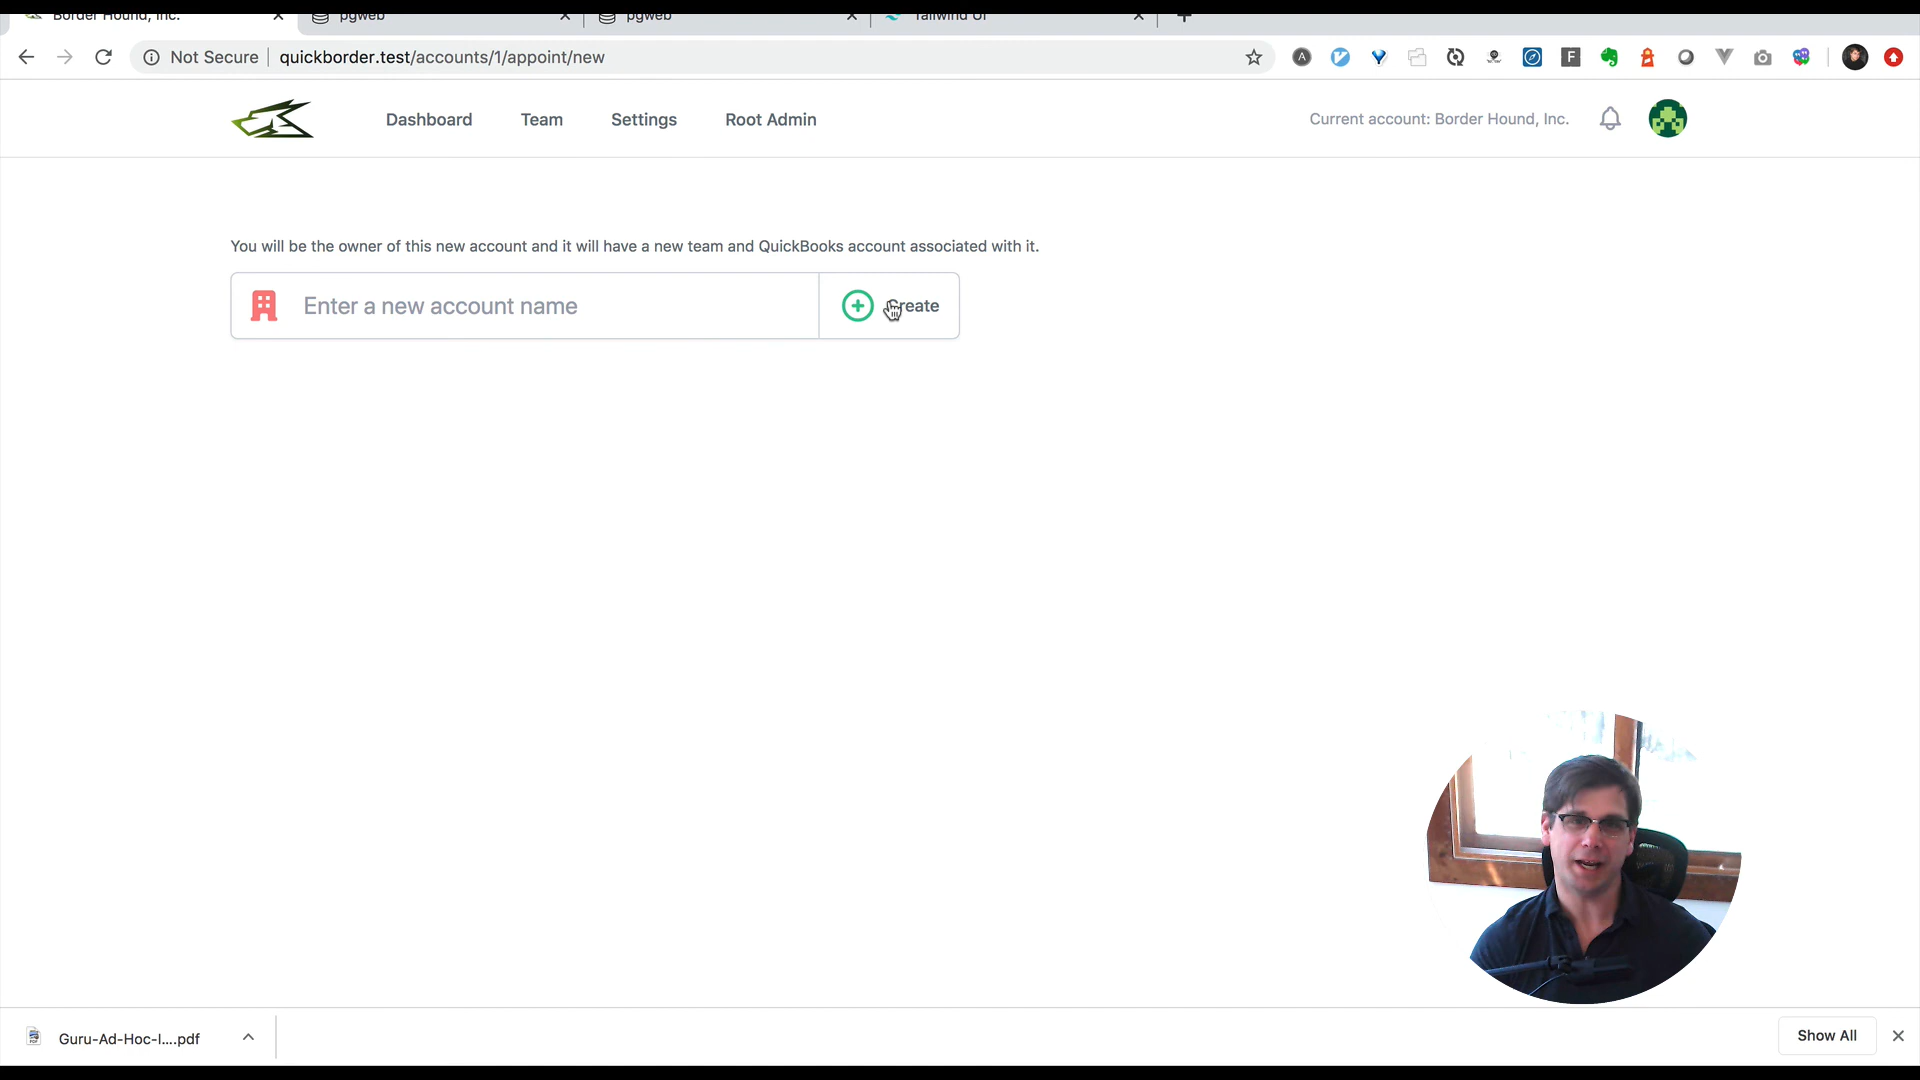 Border Hound, Inc.
pgweb
pgweb
Tailwind UI
Not Secure
quickborder.test/accounts/1/appoint/new
Dashboard
Team
Settings
Root Admin
Current account: Border Hound, Inc.
You will be the owner of this new account and it will have a new team and QuickBooks account associated with it.
Enter a new account name
Create
Guru-Ad-Hoc-I....pdf
Show All